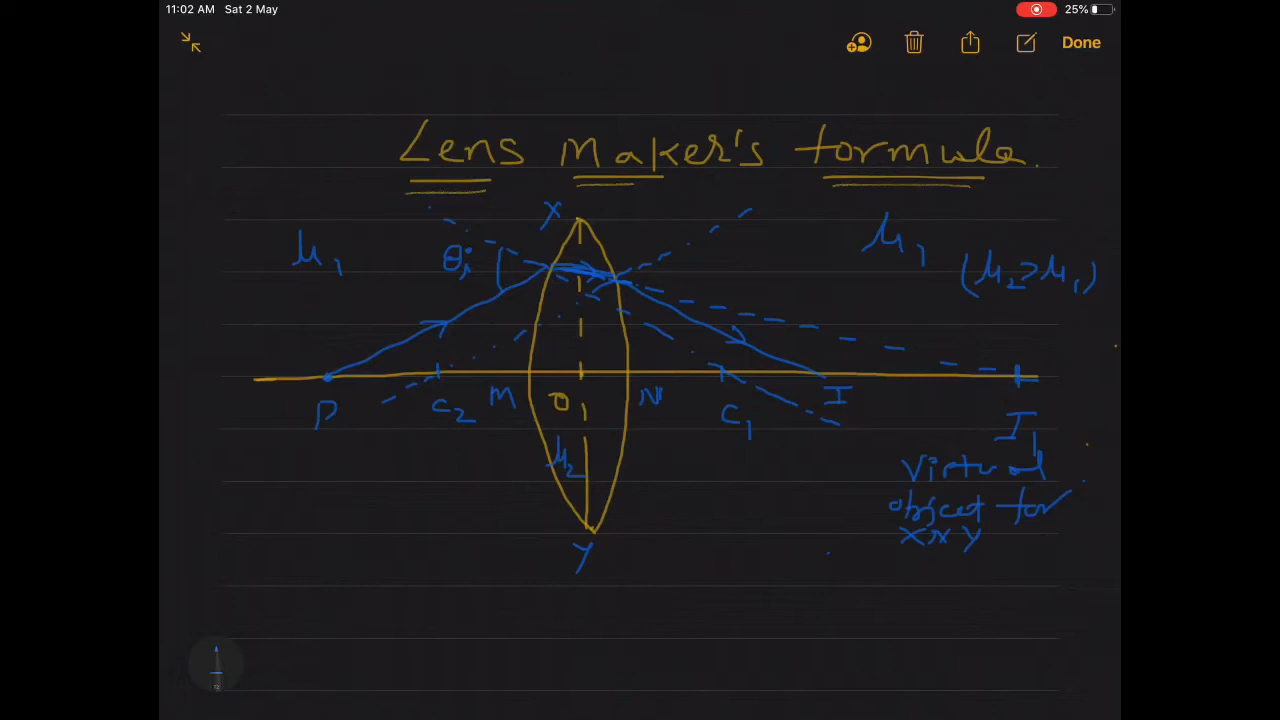 11:02 AM Sat 2 May
25%
Done
Lens Maker's formula.
X
μ1 θi μ1
(μ2>μ1)
P C2 M O N C1 I
I1
μ2
Virtual
object for
XNY
Y